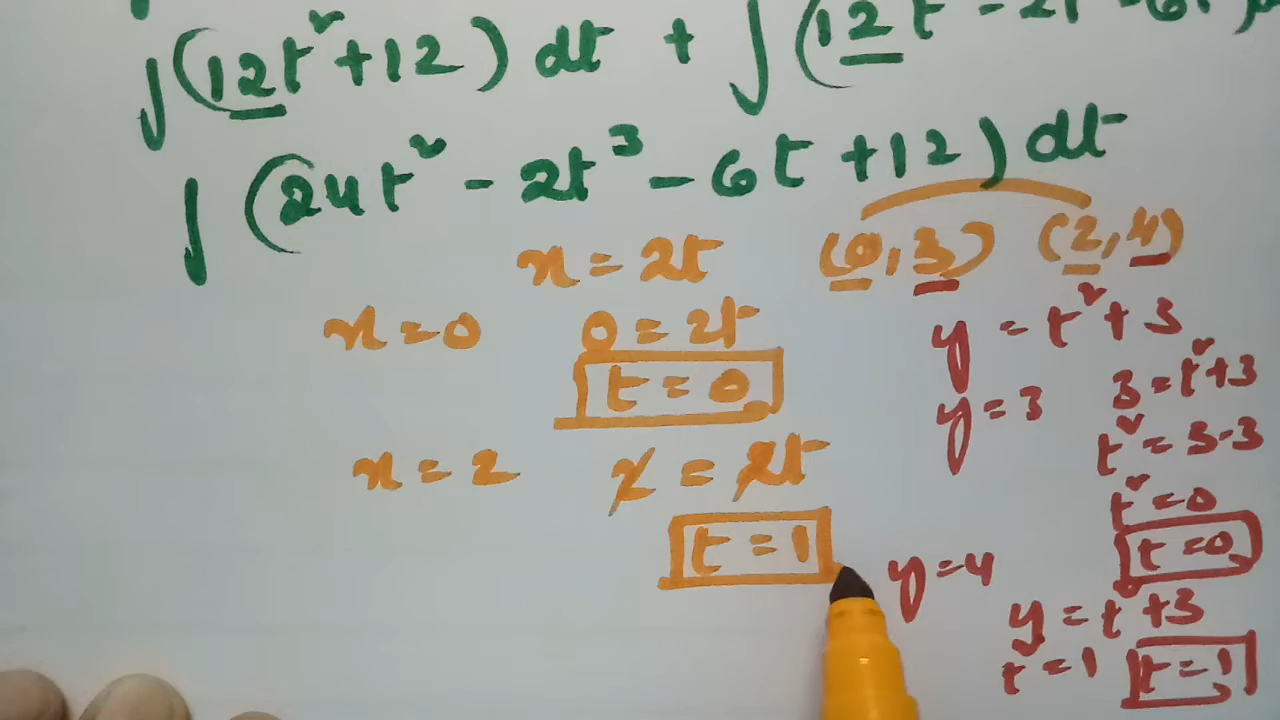 ∫(12t²+12) dt + ∫(12t
∫(24t² - 2t³ - 6t +12) dt
x = 2t (0,3) (2,4)
x = 0 0 = 2t y = t²+3
t = 0 y = 3 3 = t²+3
t² = 3-3
x = 2 2 = 2t
t² = 0
t = 1 t = 0
y = 4
y = t²+3
t² = 1 t = 1